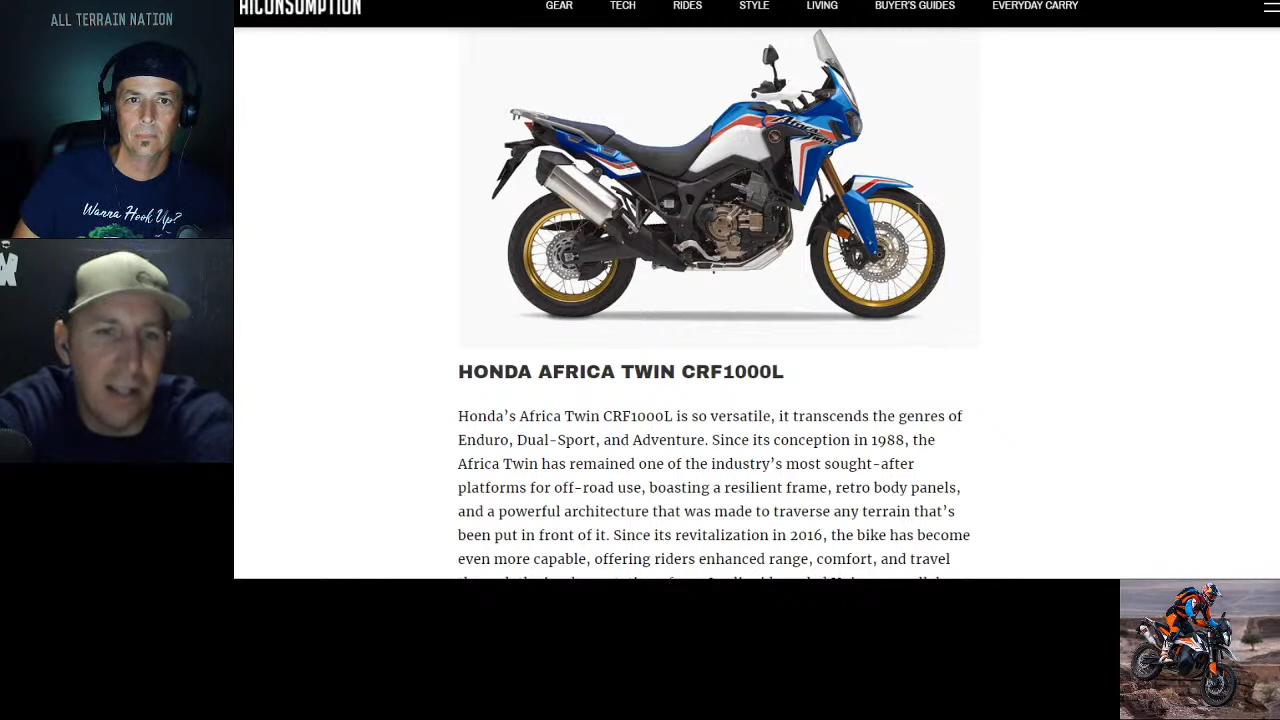 ALL TERRAIN NATION
Wanna Hook Up?
HICONSUMPTION
GEAR TECH RIDES STYLE LIVING BUYER'S GUIDES EVERYDAY CARRY
Africa Twin
HONDA AFRICA TWIN CRF1000L
Honda's Africa Twin CRF1000L is so versatile, it transcends the genres of
Enduro, Dual-Sport, and Adventure. Since its conception in 1988, the
Africa Twin has remained one of the industry's most sought-after
platforms for off-road use, boasting a resilient frame, retro body panels,
and a powerful architecture that was made to traverse any terrain that's
been put in front of it. Since its revitalization in 2016, the bike has become
even more capable, offering riders enhanced range, comfort, and travel